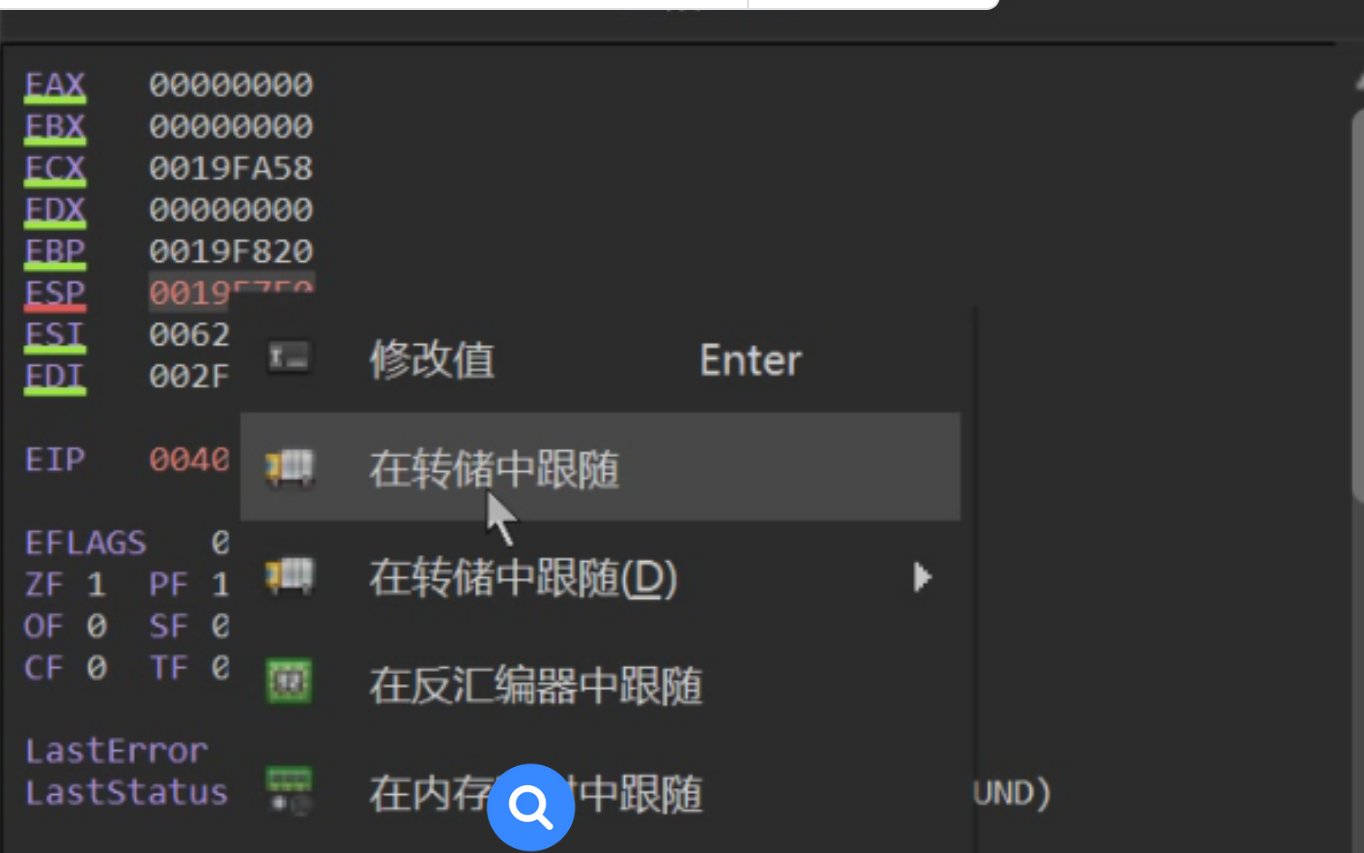 EAX 00000000
EBX 00000000
ECX 0019FA58
EDX 00000000
EBP 0019F820
ESP 0019
ESI 0062
EDI 002F
修改值 Enter
在转储中跟随
EIP 0040
EFLAGS 0
在转储中跟随(D)
ZF 1 PF 1
OF 0 SF 0
CF 0 TF 0
在反汇编器中跟随
LastError
LastStatus UND)
在内存 中跟随